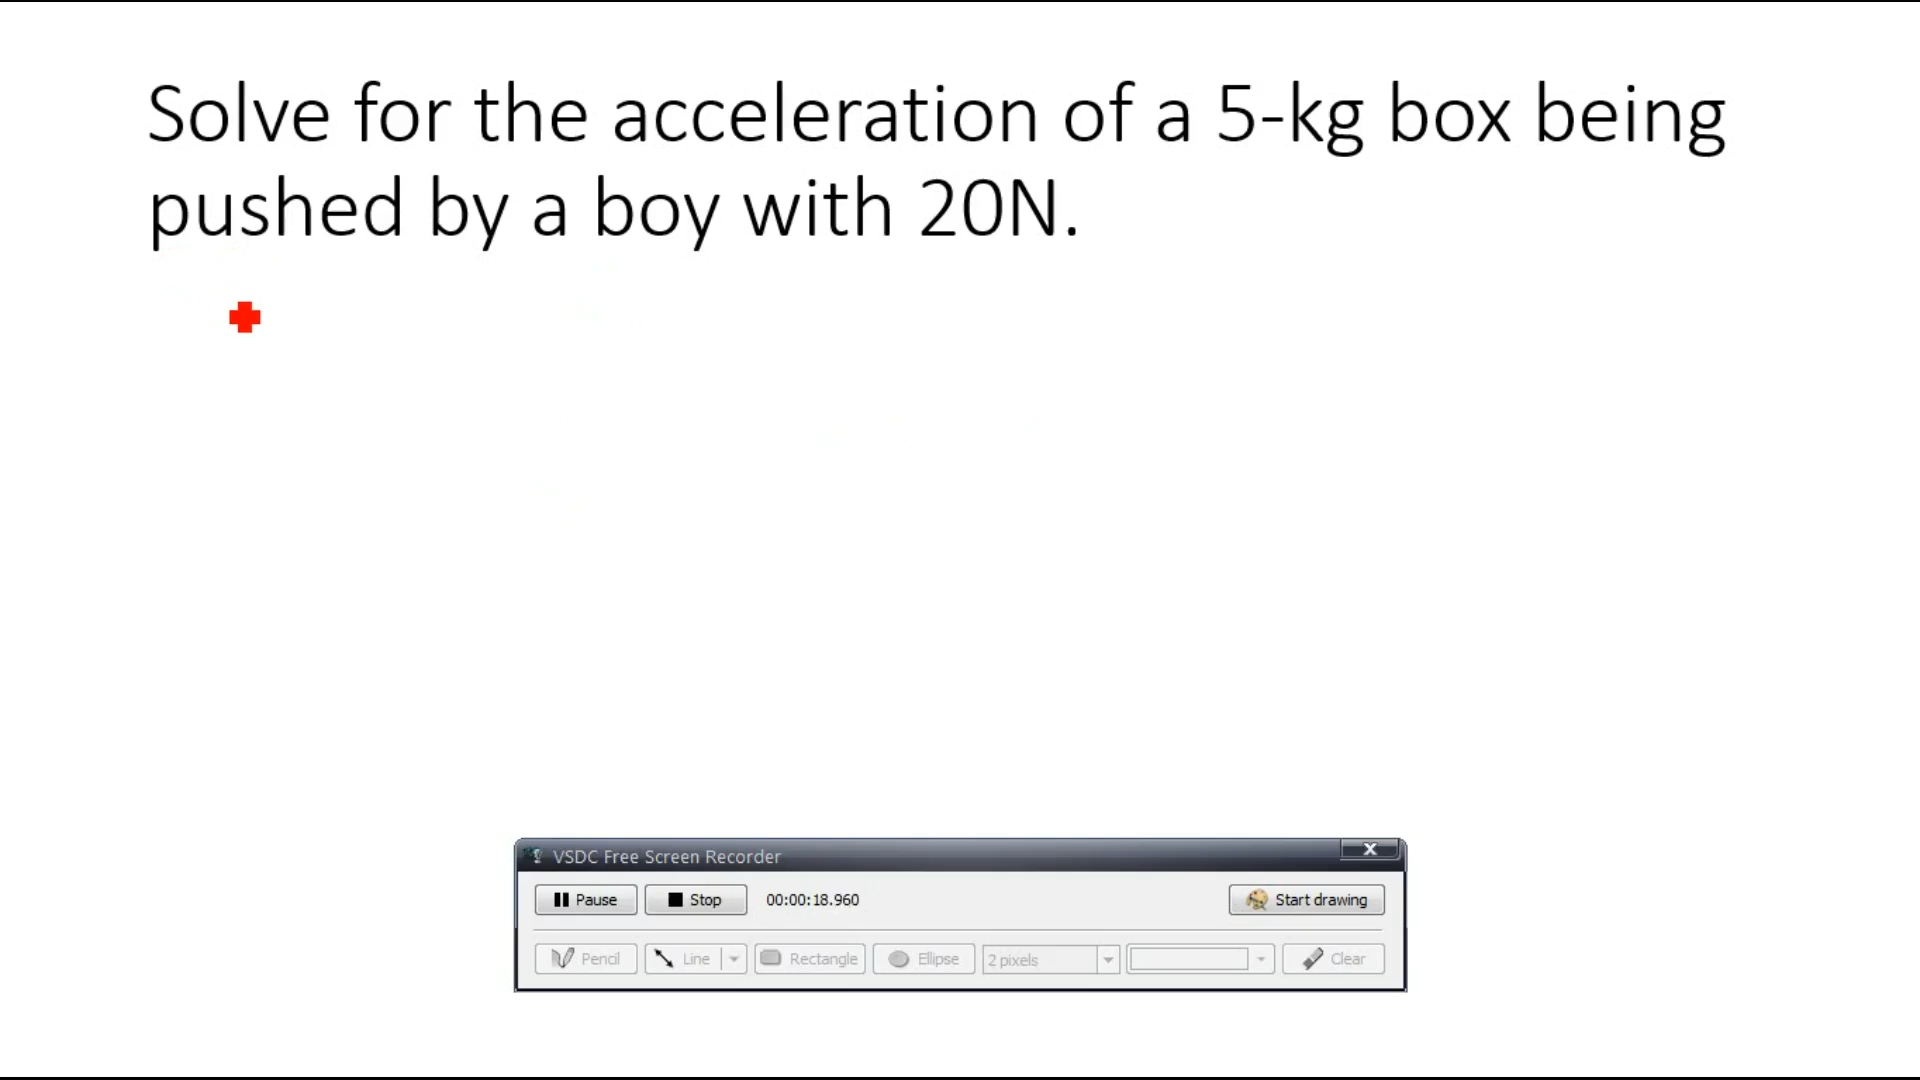 Solve for the acceleration of a 5-kg box being
pushed by a boy with 20N.
VSDC Free Screen Recorder
X
Pause Stop 00:00:18.960 Start drawing
Pencil Line Rectangle Ellipse 2 pixels Clear